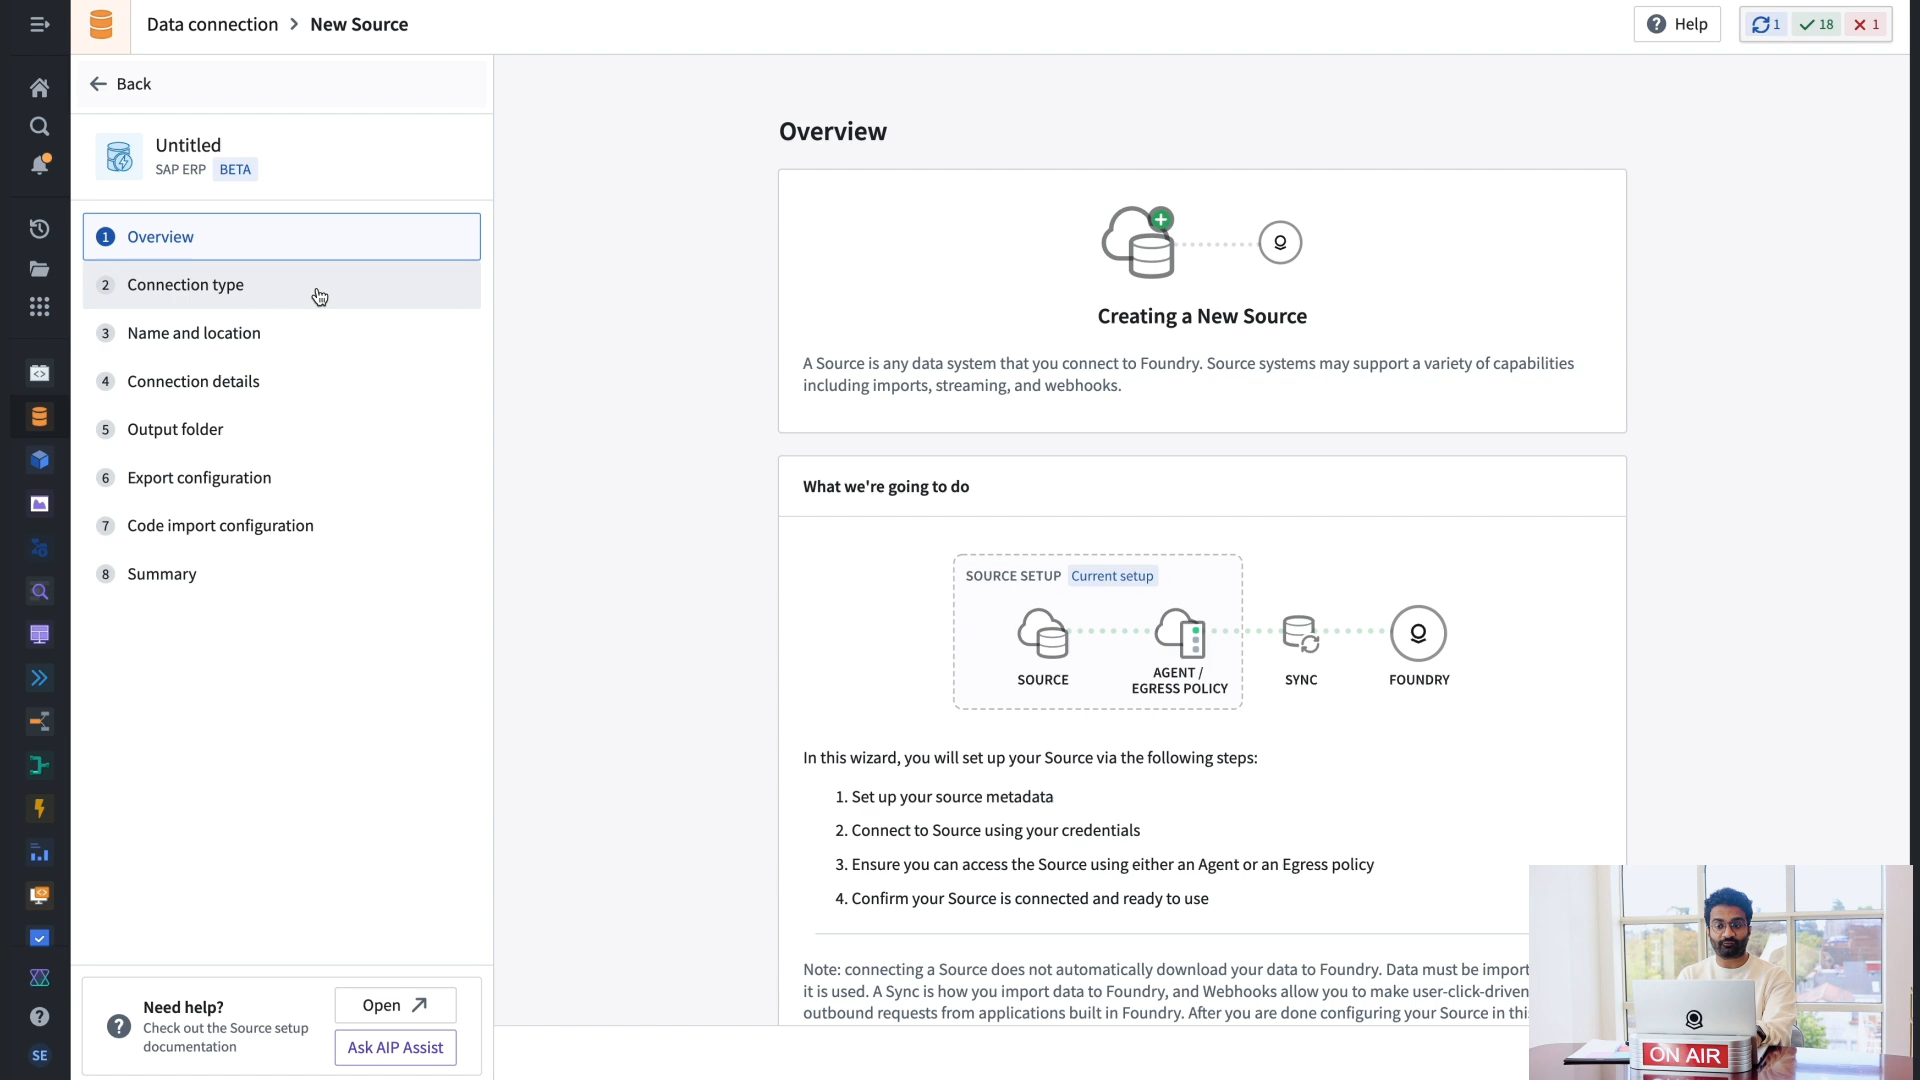 Data connection > New Source
Help
1 18 1
Back
Untitled
SAP ERP BETA
1 Overview
2 Connection type
3 Name and location
4 Connection details
5 Output folder
6 Export configuration
7 Code import configuration
8 Summary
Need help?
Check out the Source setup
documentation
Open
Ask AIP Assist
SE
Overview
Creating a New Source
A Source is any data system that you connect to Foundry. Source systems may support a variety of capabilities
including imports, streaming, and webhooks.
What we're going to do
SOURCE SETUP Current setup
SOURCE
AGENT /
EGRESS POLICY
SYNC
FOUNDRY
In this wizard, you will set up your Source via the following steps:
1. Set up your source metadata
2. Connect to Source using your credentials
3. Ensure you can access the Source using either an Agent or an Egress policy
4. Confirm your Source is connected and ready to use
Note: connecting a Source does not automatically download your data to Foundry. Data must be import
it is used. A Sync is how you import data to Foundry, and Webhooks allow you to make user-click-driven
outbound requests from applications built in Foundry. After you are done configuring your Source in this
ON AIR